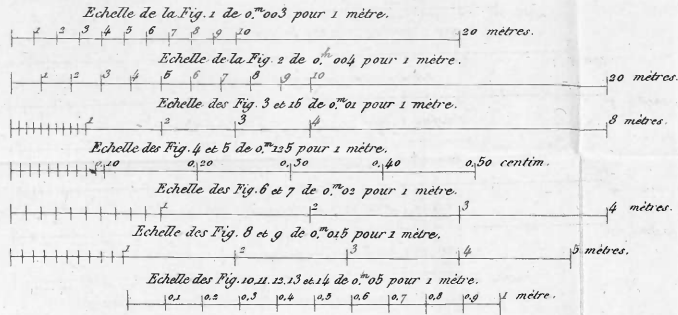 Echelle de la Fig. 1 de 0,ᵐ003 pour 1 mètre.
1 2 3 4 5 6 7 8 9 10 20 mètres.
Echelle de la Fig. 2 de 0,ᵐ004 pour 1 mètre.
1 2 3 4 5 6 7 8 9 10 20 mètres.
Echelle des Fig. 3 et 15 de 0,ᵐ01 pour 1 mètre.
1 2 3 4 8 mètres.
Echelle des Fig. 4 et 5 de 0,ᵐ125 pour 1 mètre.
0,10 0,20 0,30 0,40 0,50 centim.
Echelle des Fig. 6 et 7 de 0,ᵐ02 pour 1 mètre.
1 2 3 4 mètres.
Echelle des Fig. 8 et 9 de 0,ᵐ015 pour 1 mètre.
1 2 3 4 5 mètres.
Echelle des Fig. 10, 11, 12, 13 et 14 de 0,ᵐ05 pour 1 mètre.
0,1 0,2 0,3 0,4 0,5 0,6 0,7 0,8 0,9 1 mètre.